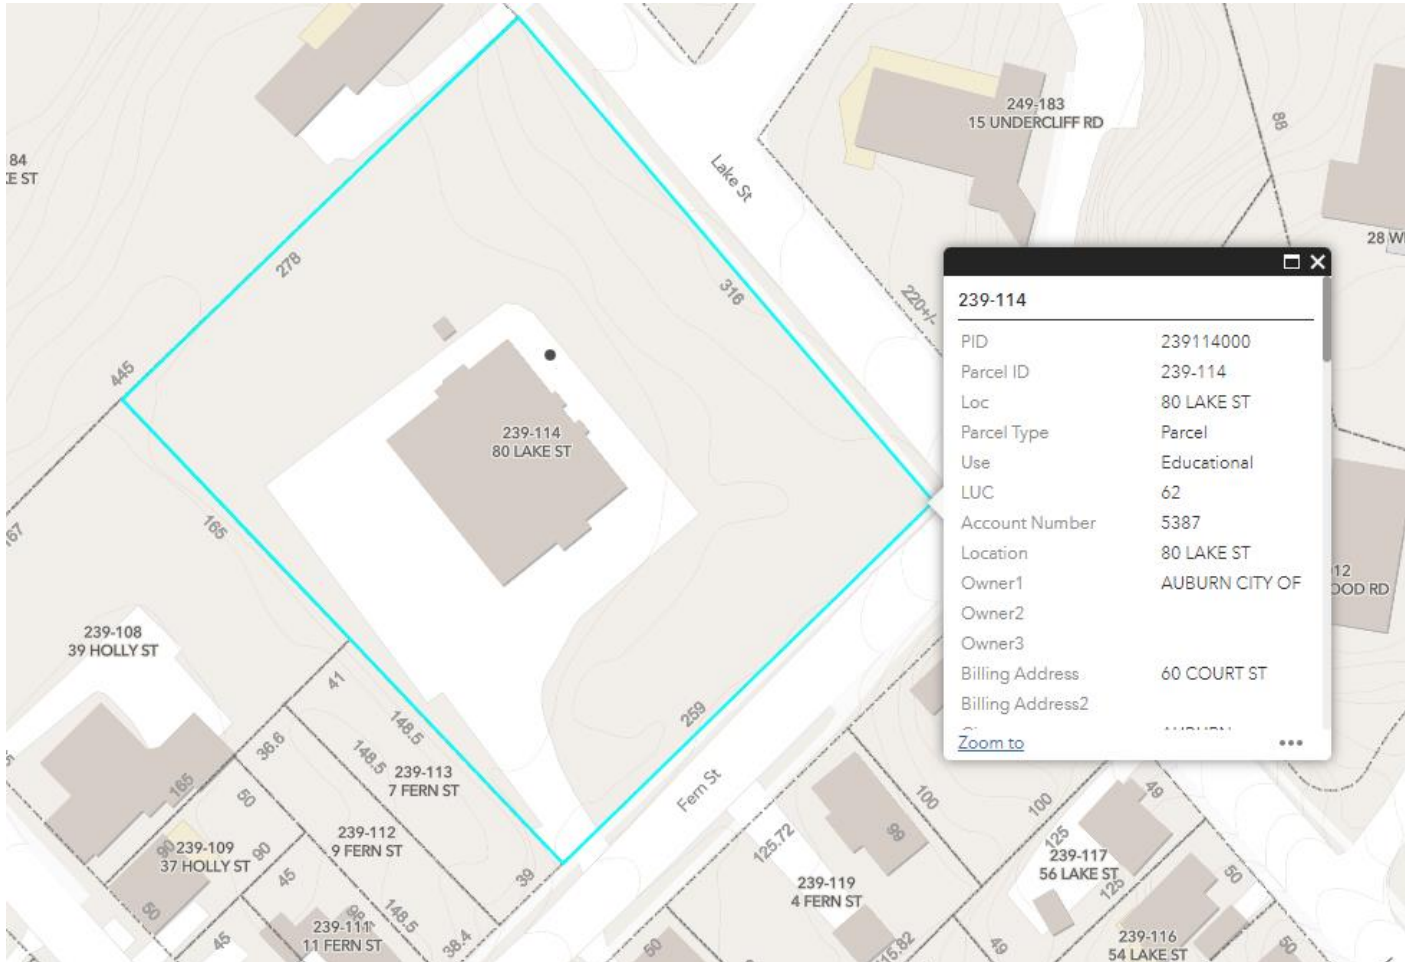 84
E ST
249-183
15 UNDERCLIFF RD
88
Lake St
28 W
278
316
220+/-
445
239-114
80 LAKE ST
165
239-108
39 HOLLY ST
41
148.5
148.5
36.6
165
239-113
7 FERN ST
259
Fern St
50
239-112
9 FERN ST
90
239-109
37 HOLLY ST
90
45
39
50
98
148.5
239-111
11 FERN ST
45
38.4
125.72
100
98
100
49
125
239-117
56 LAKE ST
239-119
4 FERN ST
125
50
50
49
239-116
54 LAKE ST
50
OOD RD
239-114
PID 239114000
Parcel ID 239-114
Loc 80 LAKE ST
Parcel Type Parcel
Use Educational
LUC 62
Account Number 5387
Location 80 LAKE ST
Owner1 AUBURN CITY OF
Owner2
Owner3
Billing Address 60 COURT ST
Billing Address2
Zoom to